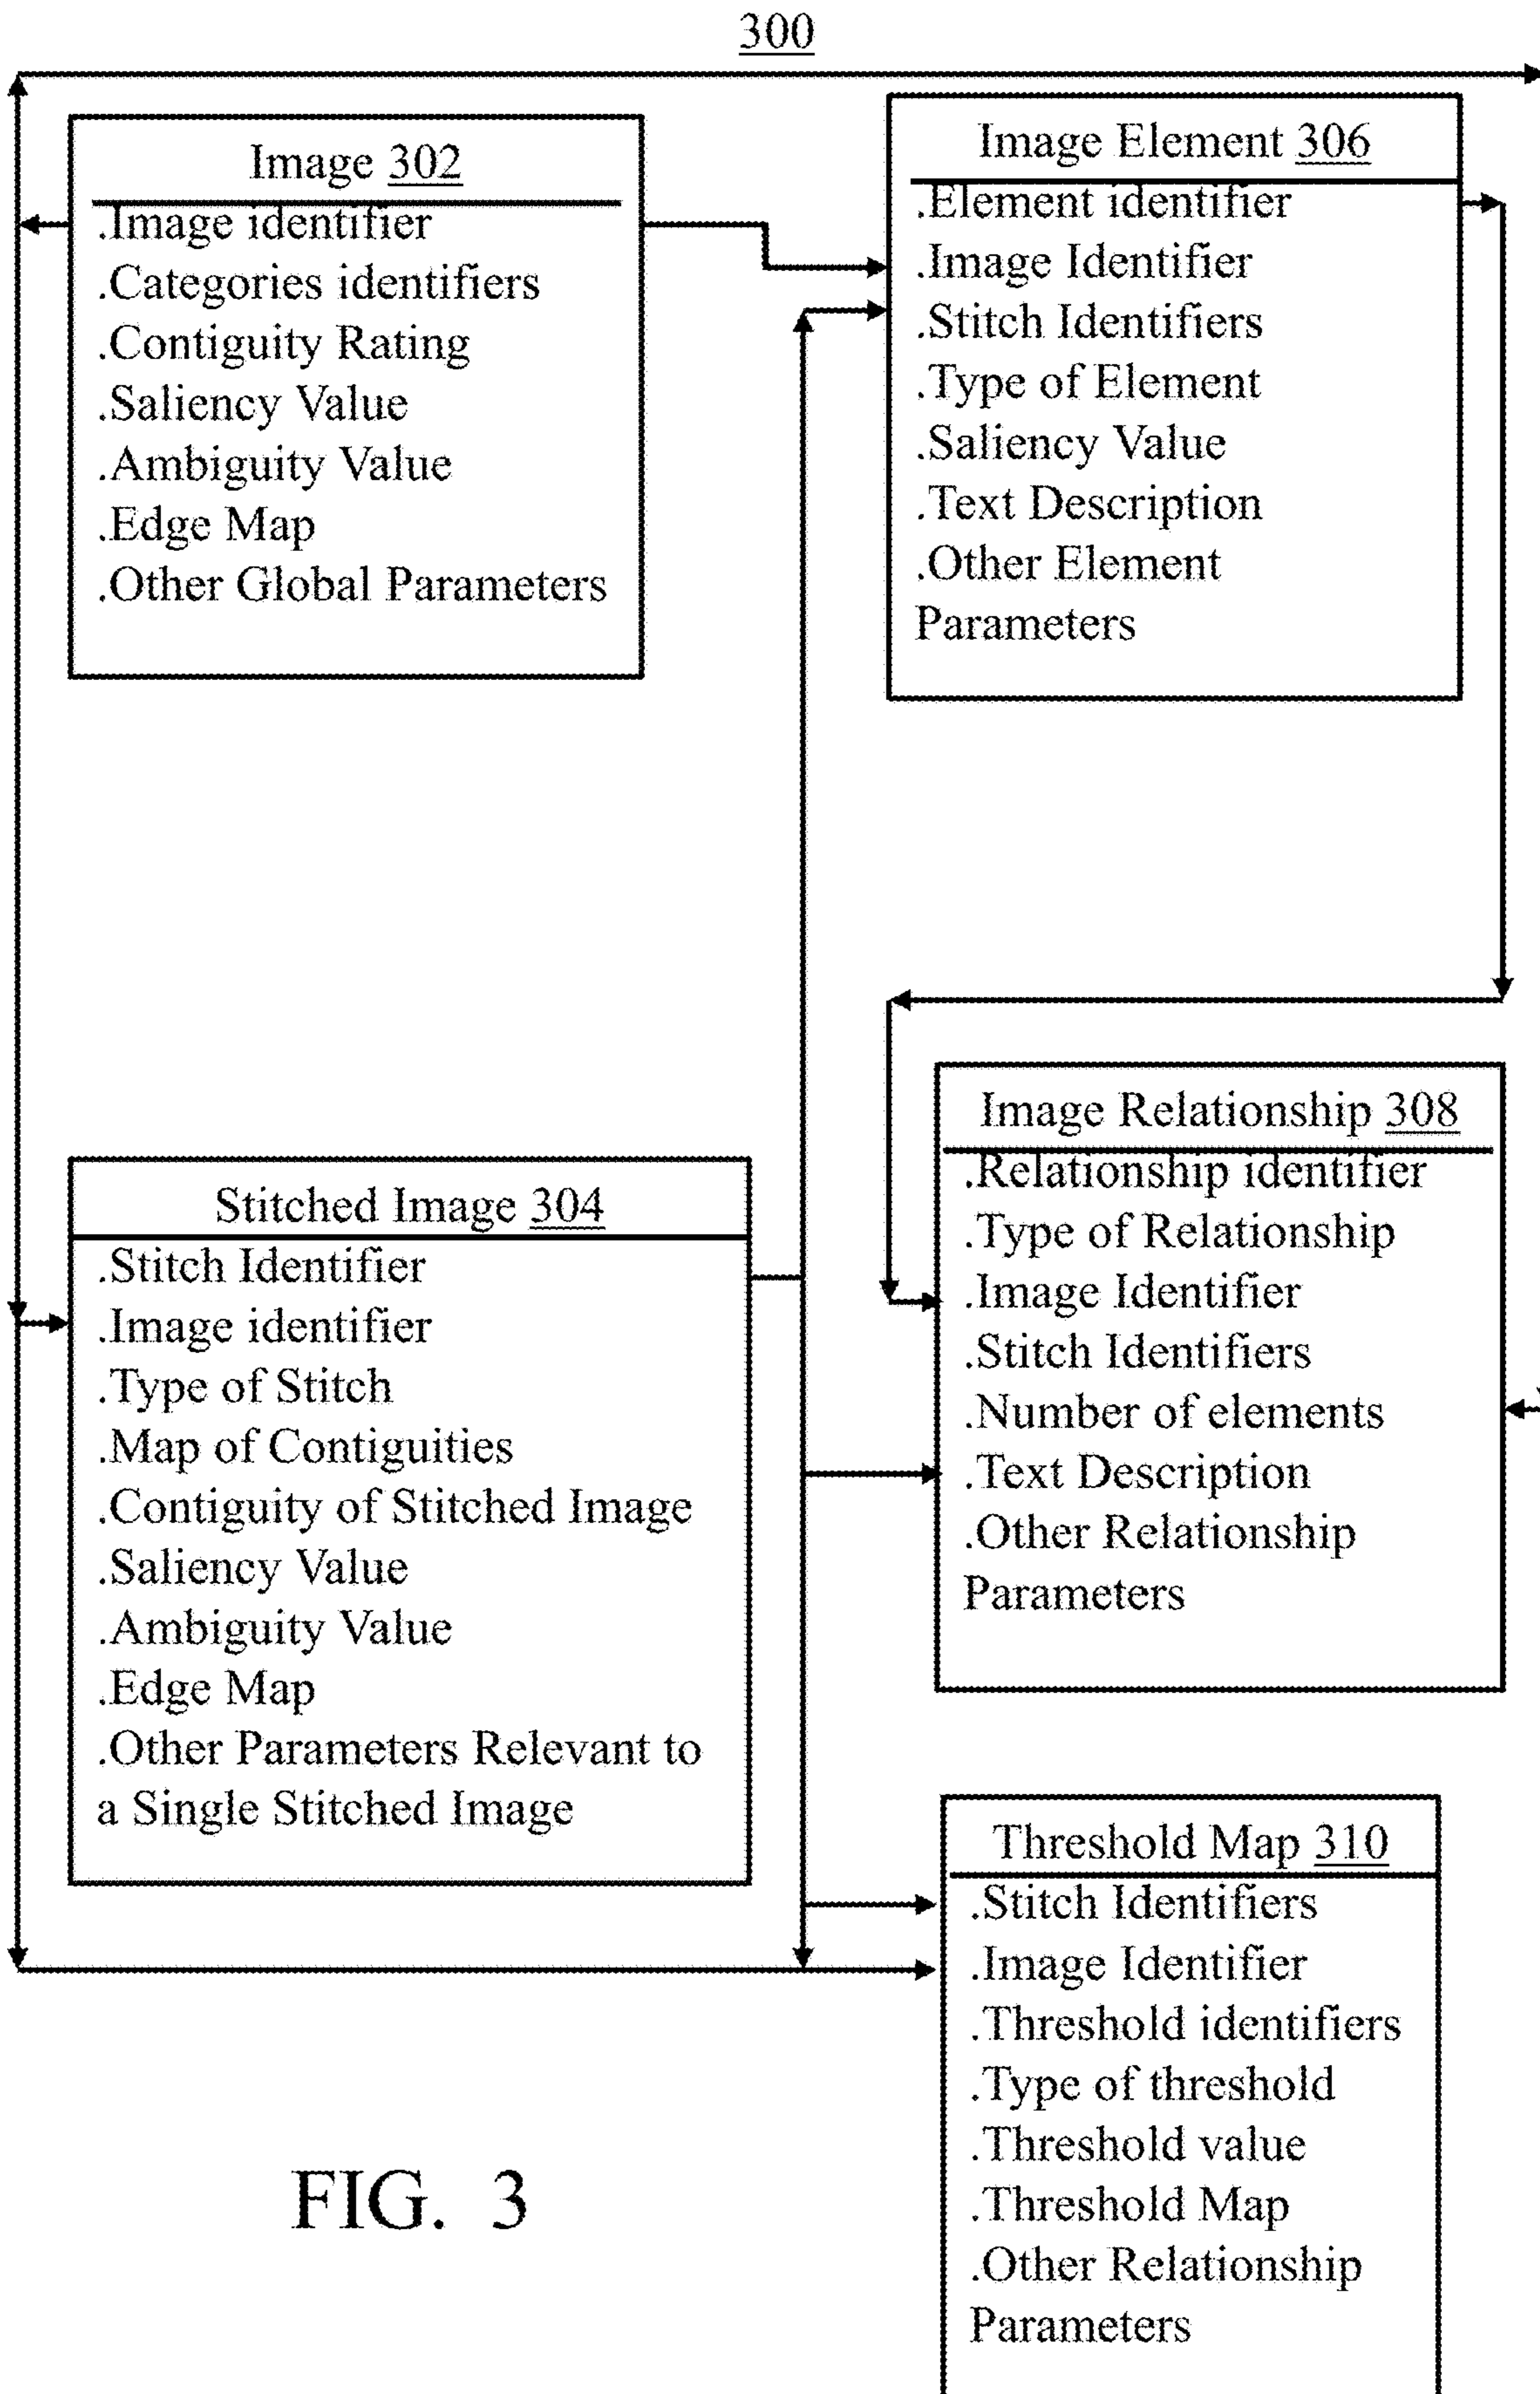 300
Image 302
.Image identifier
.Categories identifiers
.Contiguity Rating
.Saliency Value
.Ambiguity Value
.Edge Map
.Other Global Parameters
Image Element 306
.Element identifier
.Image Identifier
.Stitch Identifiers
.Type of Element
.Saliency Value
.Text Description
.Other Element
Parameters
Stitched Image 304
.Stitch Identifier
.Image identifier
.Type of Stitch
.Map of Contiguities
.Contiguity of Stitched Image
.Saliency Value
.Ambiguity Value
.Edge Map
.Other Parameters Relevant to
a Single Stitched Image
Image Relationship 308
.Relationship identifier
.Type of Relationship
.Image Identifier
.Stitch Identifiers
.Number of elements
.Text Description
.Other Relationship
Parameters
Threshold Map 310
.Stitch Identifiers
.Image Identifier
.Threshold identifiers
.Type of threshold
.Threshold value
.Threshold Map
.Other Relationship
Parameters
FIG. 3